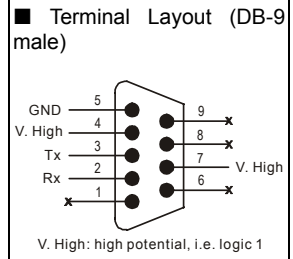 ■ Terminal Layout (DB-9
male)
GND 5
9
V. High 4
8 x
Tx 3
7 V. High
Rx 2
6 x
x 1
x
V. High: high potential, i.e. logic 1